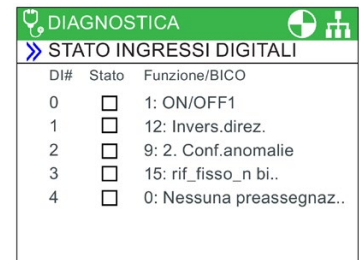 DIAGNOSTICA
STATO INGRESSI DIGITALI
DI# Stato Funzione/BICO
0 1: ON/OFF1
1 12: Invers.direz.
2 9: 2. Conf.anomalie
3 15: rif_fisso_n bi..
4 0: Nessuna preassegnaz..